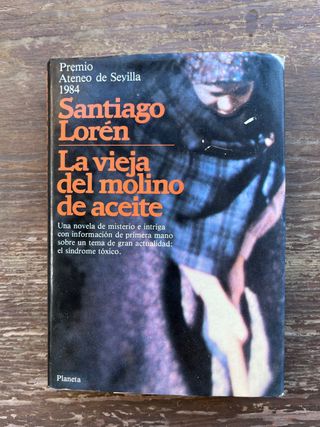 Premio
Ateneo de Sevilla
1984
Santiago
Lorén
La vieja
del molino
de aceite
Una novela de misterio e intriga
con información de primera mano
sobre un tema de gran actualidad:
el síndrome tóxico.
Planeta